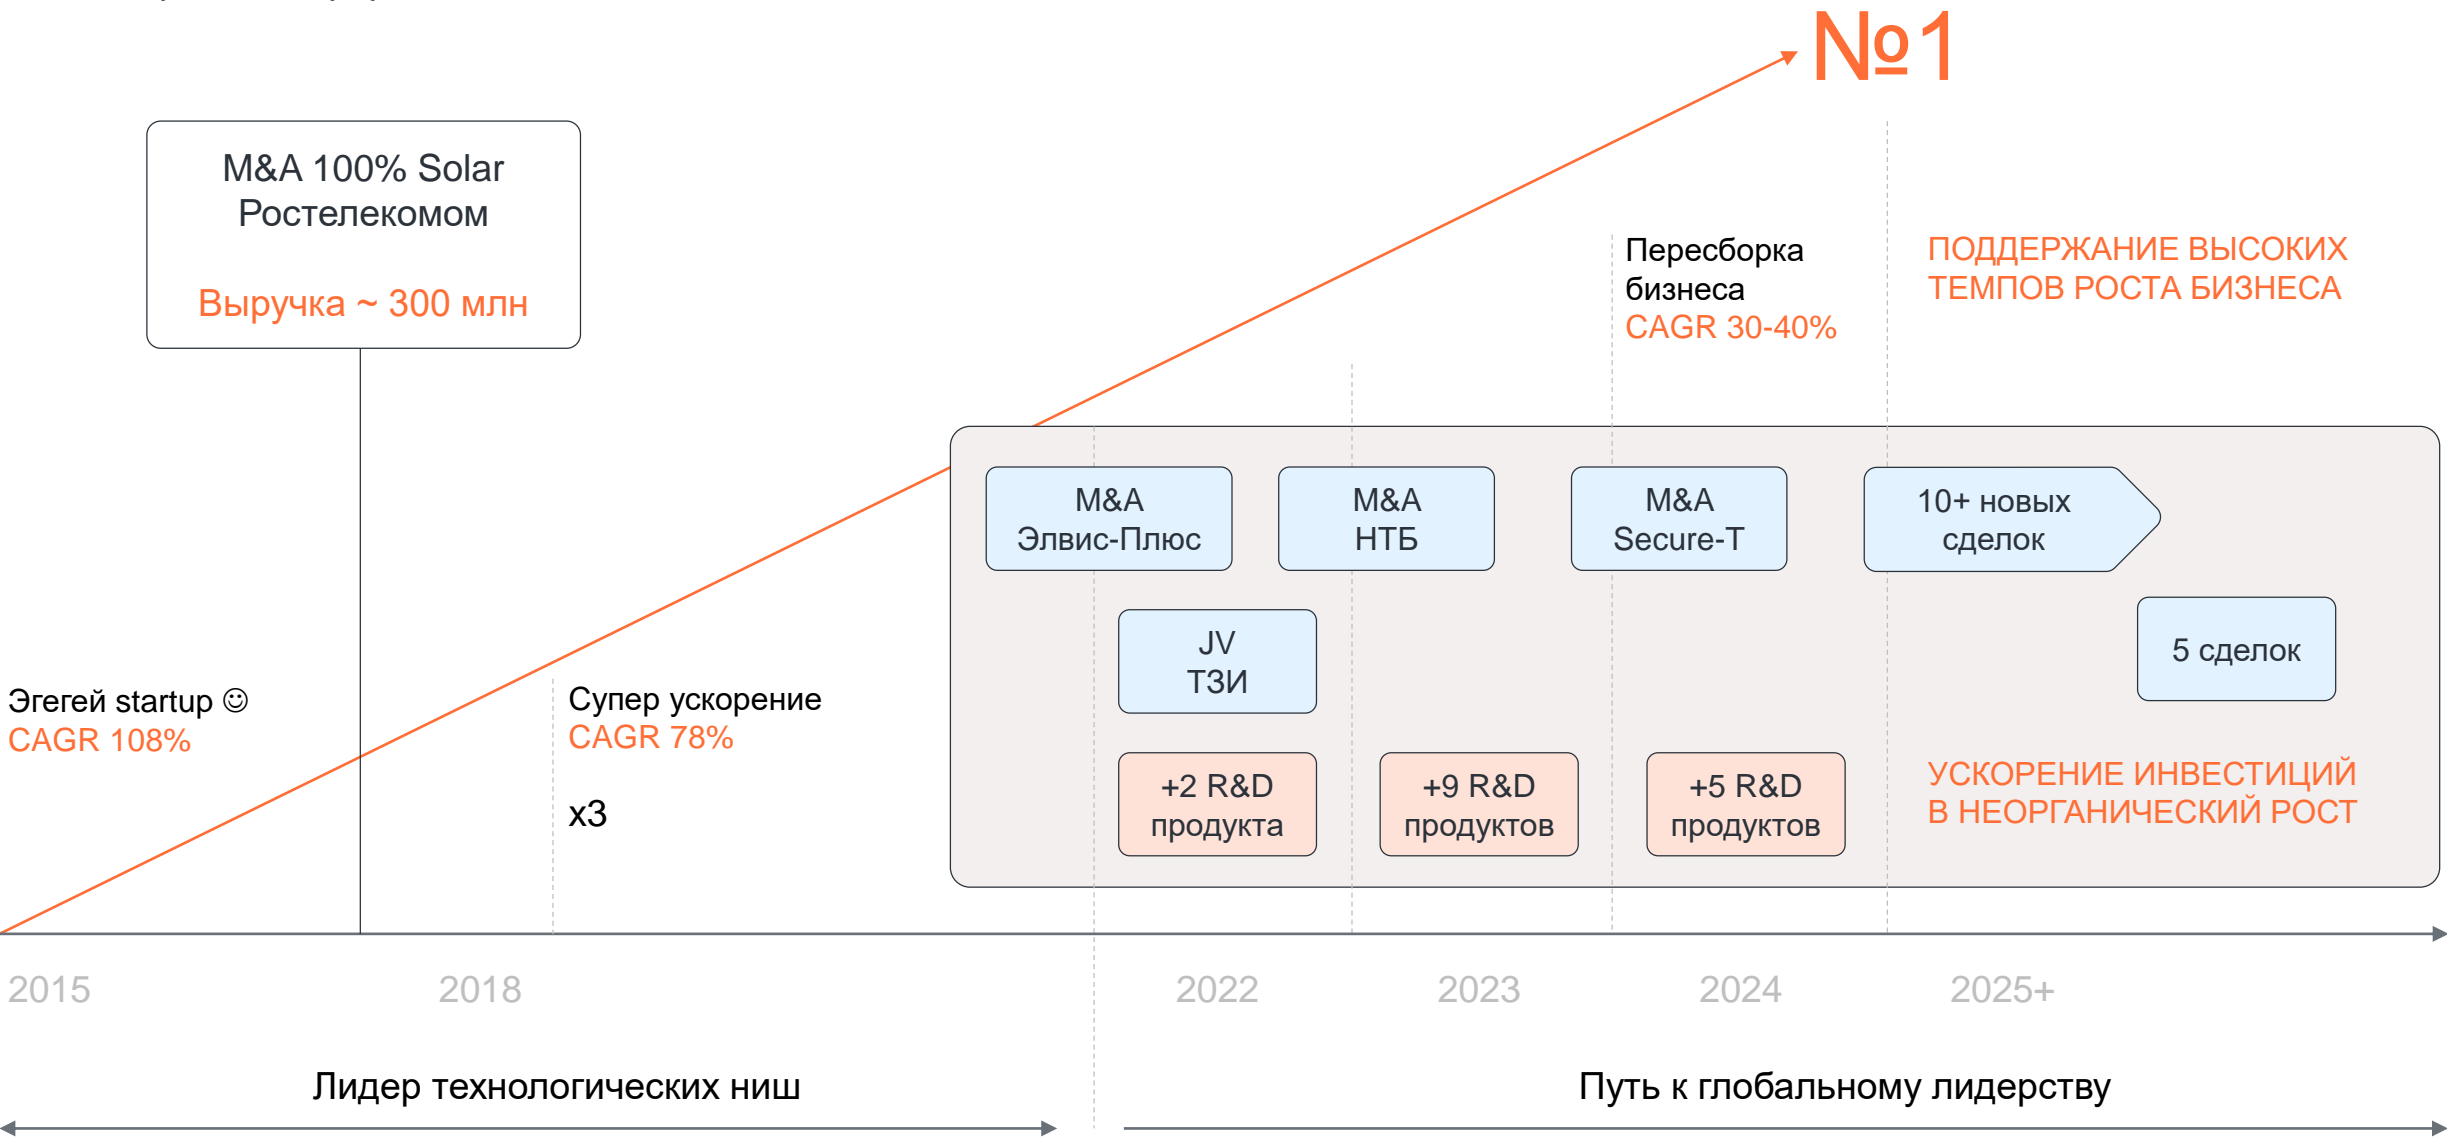 №1
M&A 100% Solar
Ростелекомом
Выручка ~ 300 млн
Пересборка
бизнеса
CAGR 30-40%
ПОДДЕРЖАНИЕ ВЫСОКИХ
ТЕМПОВ РОСТА БИЗНЕСА
M&A
Элвис-Плюс
M&A
НТБ
M&A
Secure-T
10+ новых
сделок
JV
ТЗИ
5 сделок
Эгегей startup ☺
CAGR 108%
Супер ускорение
CAGR 78%
x3
+2 R&D
продукта
+9 R&D
продуктов
+5 R&D
продуктов
УСКОРЕНИЕ ИНВЕСТИЦИЙ
В НЕОРГАНИЧЕСКИЙ РОСТ
2015
2018
2022
2023
2024
2025+
Лидер технологических ниш
Путь к глобальному лидерству